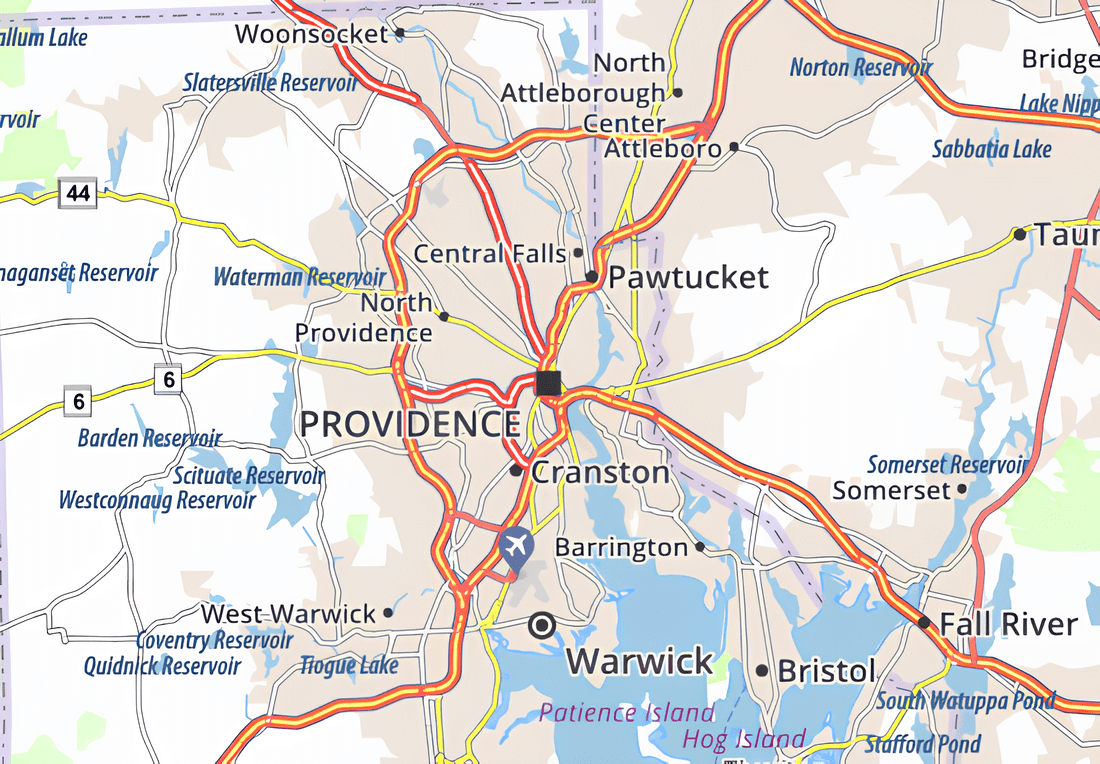 Woonsocket
allum Lake
Slatersville Reservoir
North
Attleborough
Center
Norton Reservoir
Bridge
Lake Nipp
rvoir
Attleboro
Sabbatia Lake
44
Central Falls
Taun
naganset Reservoir
Waterman Reservoir
Pawtucket
North
Providence
6
6
PROVIDENCE
Barden Reservoir
Scituate Reservoir
Westconnaug Reservoir
Cranston
Somerset Reservoir
Somerset
Barrington
West Warwick
Coventry Reservoir
Quidnick Reservoir
Tiogue Lake
Warwick
Fall River
Bristol
South Watuppa Pond
Patience Island
Hog Island
Stafford Pond